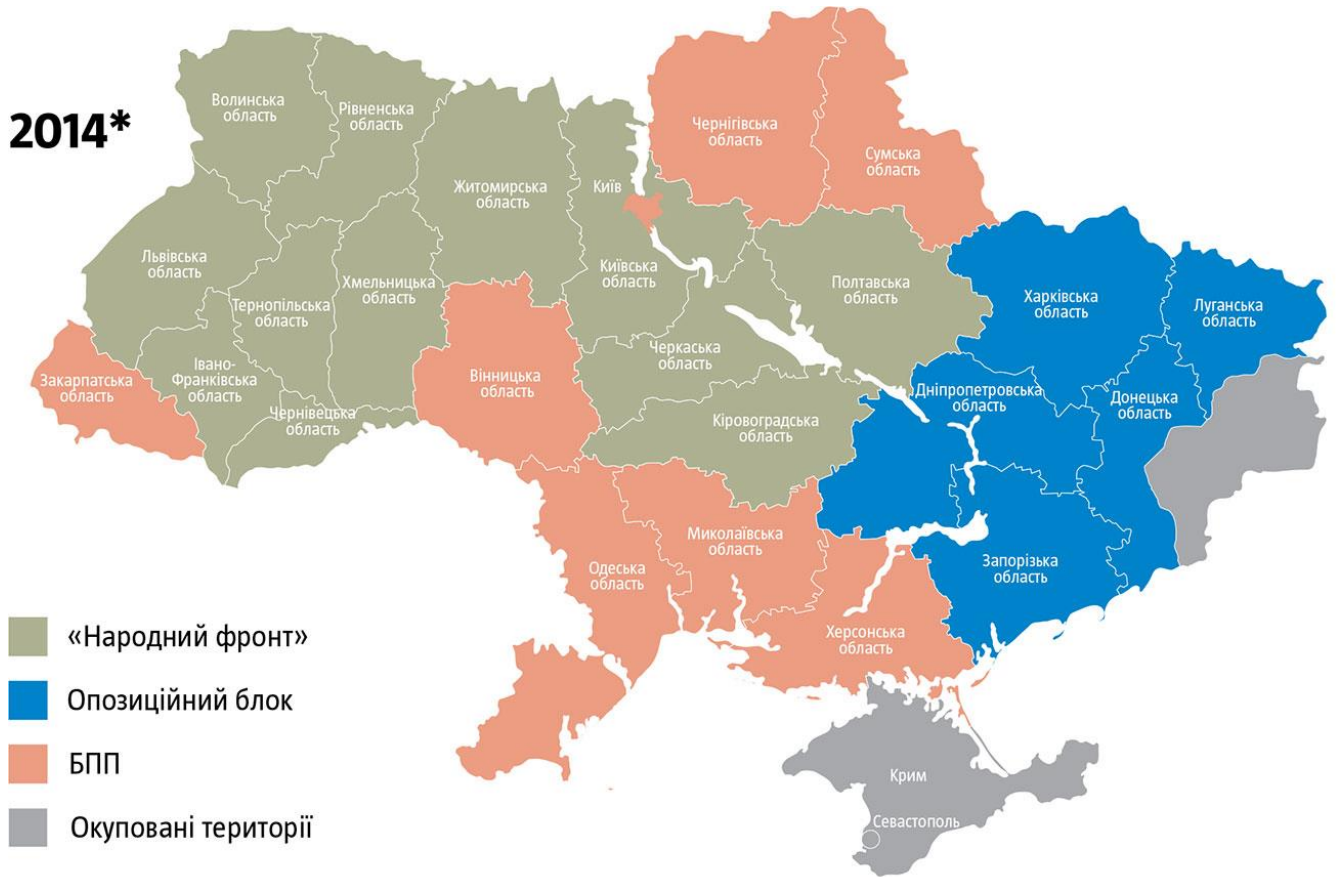 2014*
Волинська
область
Рівненська
область
Житомирська
область
Київ
Київська
область
Чернігівська
область
Сумська
область
Львівська
область
Тернопільська
область
Хмельницька
область
Полтавська
область
Харківська
область
Луганська
область
Закарпатська
область
Івано-
Франківська
область
Чернівецька
область
Вінницька
область
Черкаська
область
Кіровоградська
область
Дніпропетровська
область
Донецька
область
Одеська
область
Миколаївська
область
Запорізька
область
Херсонська
область
Крим
Севастополь
«Народний фронт»
Опозиційний блок
БПП
Окуповані території